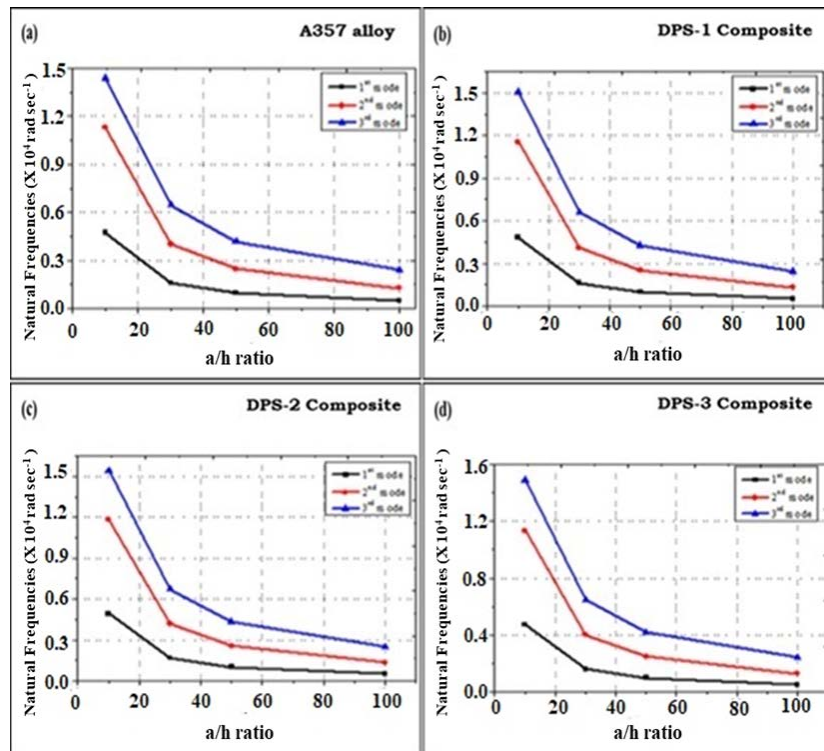 (a)
A357 alloy
Natural Frequencies (X 10⁴ rad sec⁻¹)
1.5
1.2
0.9
0.6
0.3
0.0
1st mode
2nd mode
3rd mode
0 20 40 60 80 100
a/h ratio
(b)
DPS-1 Composite
Natural Frequencies (X 10⁴ rad sec⁻¹)
1.5
1.2
0.9
0.6
0.3
0.0
1st mode
2nd mode
3rd mode
0 20 40 60 80 100
a/h ratio
(c)
DPS-2 Composite
Natural Frequencies (X 10⁴ rad sec⁻¹)
1.5
1.2
0.9
0.6
0.3
0.0
1st mode
2nd mode
3rd mode
0 20 40 60 80 100
a/h ratio
(d)
DPS-3 Composite
Natural Frequencies (X 10⁴ rad sec⁻¹)
1.6
1.2
0.8
0.4
0.0
1st mode
2nd mode
3rd mode
0 20 40 60 80 100
a/h ratio